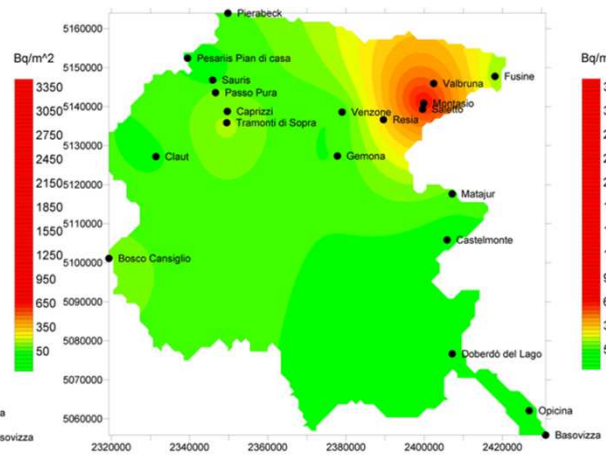 Bq/m^2
3350
3050
2750
2450
2150
1850
1550
1250
950
650
350
50
5160000
5150000
5140000
5130000
5120000
5110000
5100000
5090000
5080000
5070000
5060000
2320000 2340000 2360000 2380000 2400000 2420000
Pierabeck
Pesariis Pian di casa
Sauris
Passo Pura
Caprizzi
Tramonti di Sopra
Claut
Bosco Cansiglio
Venzone
Gemona
Resia
Valbruna
Montasio
Saletto
Fusine
Matajur
Castelmonte
Doberdò del Lago
Opicina
Basovizza
Bq/m